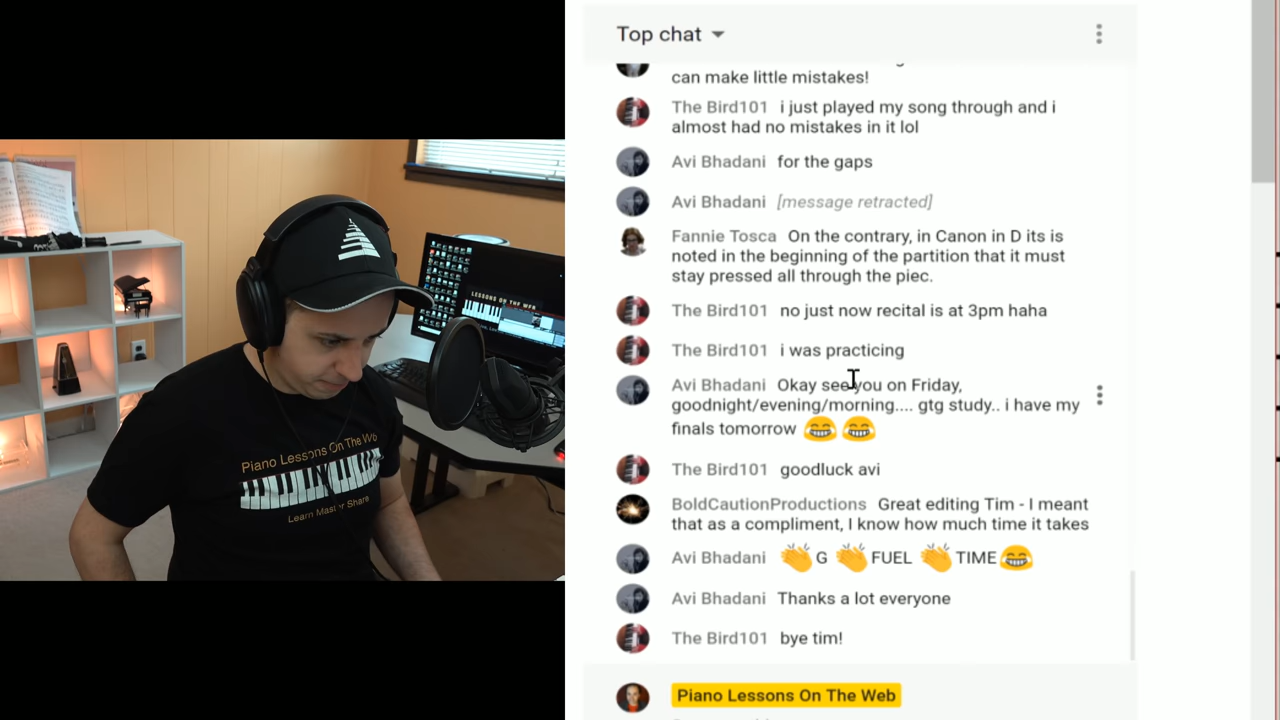 Top chat
can make little mistakes!
The Bird101 i just played my song through and i
almost had no mistakes in it lol
Avi Bhadani for the gaps
Avi Bhadani [message retracted]
Fannie Tosca On the contrary, in Canon in D its is
noted in the beginning of the partition that it must
stay pressed all through the piec.
The Bird101 no just now recital is at 3pm haha
The Bird101 i was practicing
Avi Bhadani Okay see you on Friday,
goodnight/evening/morning.... gtg study.. i have my
finals tomorrow 😂 😂
The Bird101 goodluck avi
BoldCautionProductions Great editing Tim - I meant
that as a compliment, I know how much time it takes
Avi Bhadani 👏 G 👏 FUEL 👏 TIME 😂
Avi Bhadani Thanks a lot everyone
The Bird101 bye tim!
Piano Lessons On The Web
LESSONS ON THE WEB
Piano Lessons On The Web
Learn Master Share